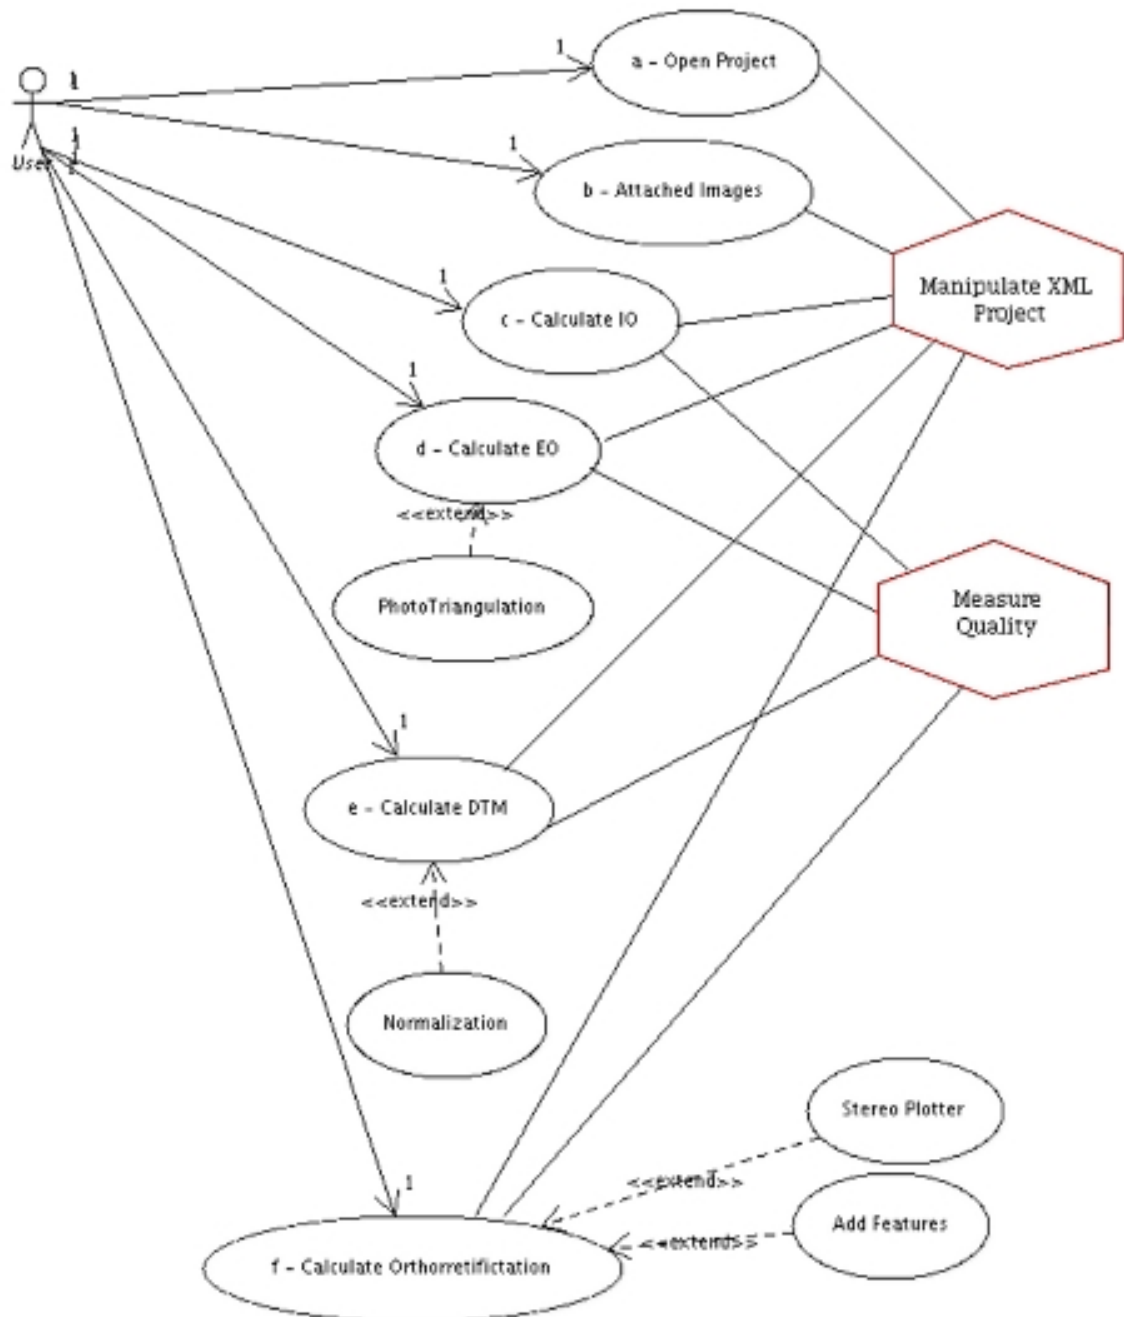 1
a - Open Project
1
User
1
1
b - Attached Images
Manipulate XML
Project
1
c - Calculate IO
1
d - Calculate EO
<<extend>>
PhotoTriangulation
Measure
Quality
1
e - Calculate DTM
<<extend>>
Normalization
Stereo Plotter
<<extend>>
Add Features
<<extends>>
1
f - Calculate Orthorretifictation